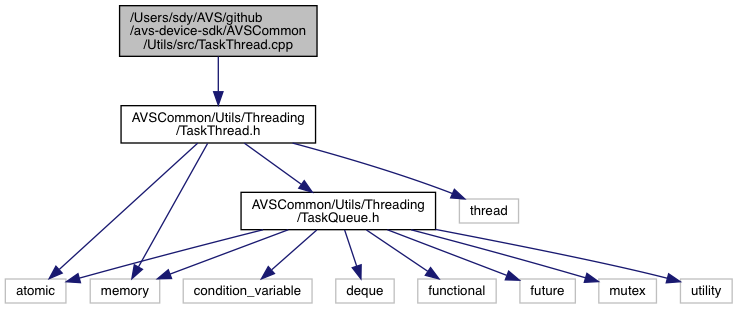 /Users/sdy/AVS/github
/avs-device-sdk/AVSCommon
/Utils/src/TaskThread.cpp
AVSCommon/Utils/Threading
/TaskThread.h
AVSCommon/Utils/Threading
/TaskQueue.h
thread
atomic
memory
condition_variable
deque
functional
future
mutex
utility